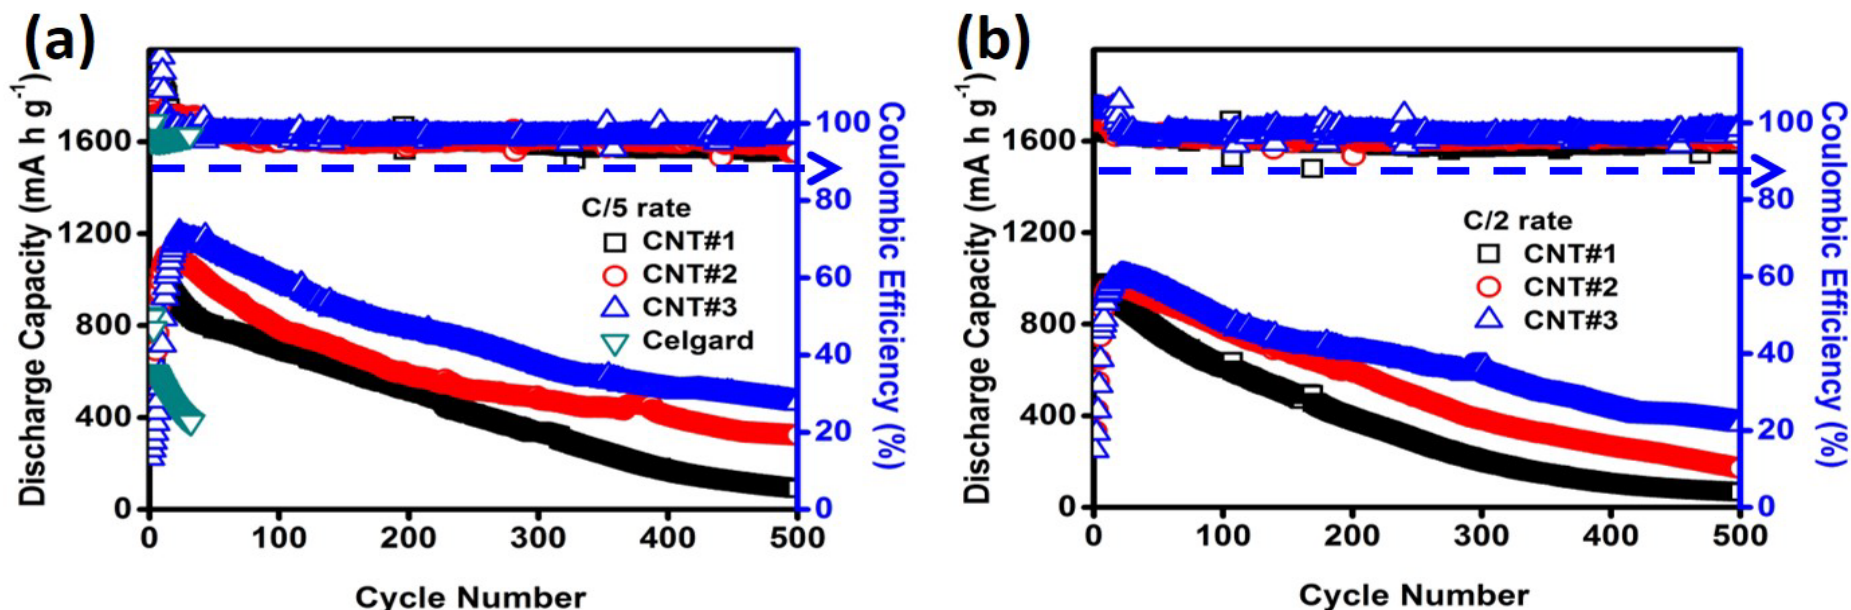 (a)
Discharge Capacity (mA h g⁻¹)
1600
1200
800
400
0
0 100 200 300 400 500
Cycle Number
100
80
60
40
20
0
Coulombic Efficiency (%)
C/5 rate
CNT#1
CNT#2
CNT#3
Celgard
(b)
Discharge Capacity (mA h g⁻¹)
1600
1200
800
400
0
0 100 200 300 400 500
Cycle Number
100
80
60
40
20
0
Coulombic Efficiency (%)
C/2 rate
CNT#1
CNT#2
CNT#3